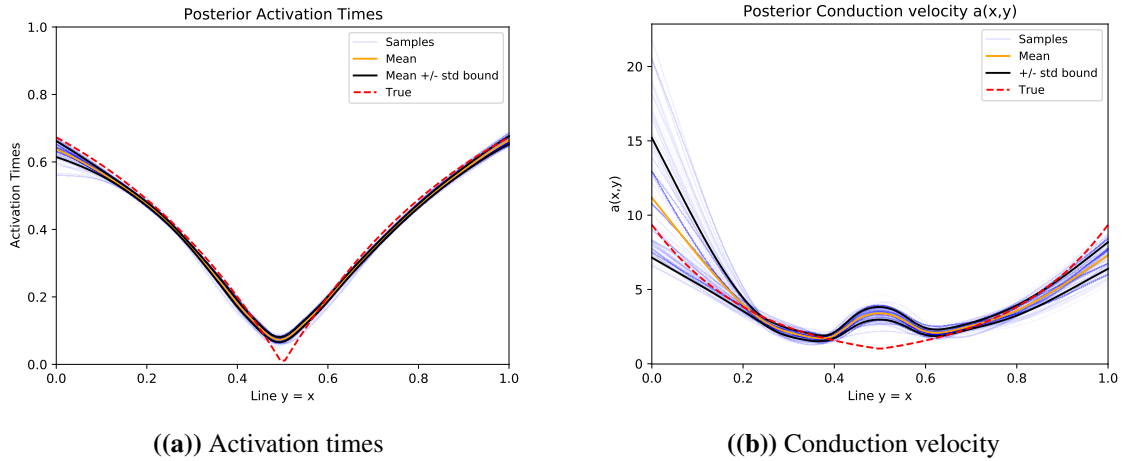 Posterior Activation Times
1.0
0.8
0.6
0.4
0.2
0.0
Activation Times
Samples
Mean
Mean +/- std bound
True
0.0 0.2 0.4 0.6 0.8 1.0
Line y = x
((a)) Activation times
Posterior Conduction velocity a(x,y)
20
15
10
5
0
a(x,y)
Samples
Mean
+/- std bound
True
0.0 0.2 0.4 0.6 0.8 1.0
Line y = x
((b)) Conduction velocity